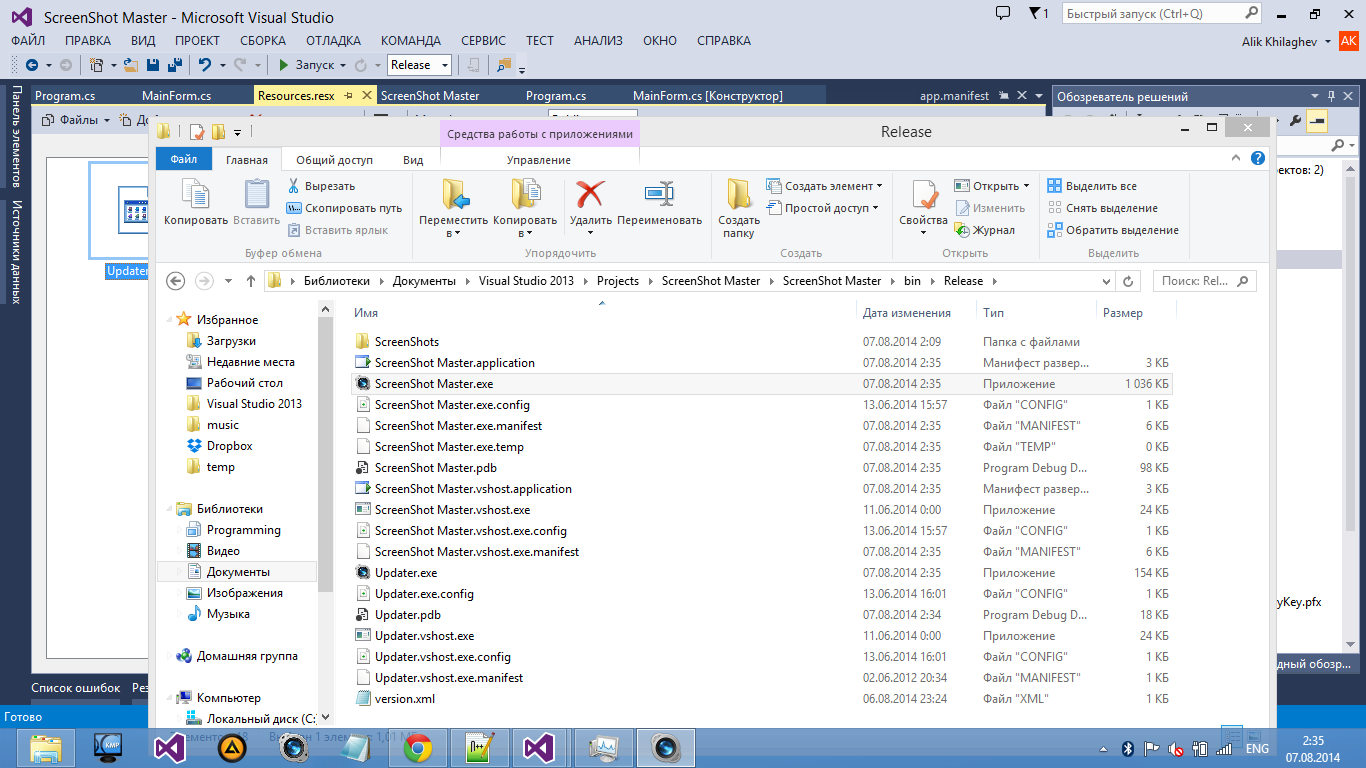 ScreenShot Master - Microsoft Visual Studio
1
Быстрый запуск (Ctrl+Q)
ФАЙЛ ПРАВКА ВИД ПРОЕКТ СБОРКА ОТЛАДКА КОМАНДА СЕРВИС ТЕСТ АНАЛИЗ ОКНО СПРАВКА
Alik Khilaghev AK
Запуск Release
Панель элементов
Источники данных
Program.cs MainForm.cs Resources.resx ScreenShot Master Program.cs MainForm.cs [Конструктор] app.manifest
Обозреватель решений
Файлы
Средства работы с приложениями
Release
Файл Главная Общий доступ Вид Управление
Копировать
Вставить
Вырезать
Скопировать путь
Вставить ярлык
Буфер обмена
Переместить в
Копировать в
Удалить
Переименовать
Упорядочить
Создать папку
Создать элемент
Простой доступ
Создать
Свойства
Открыть
Изменить
Журнал
Открыть
Выделить все
Снять выделение
Обратить выделение
Выделить
ектов: 2)
Updater
Библиотеки Документы Visual Studio 2013 Projects ScreenShot Master ScreenShot Master bin Release
Поиск: Rel...
Избранное
Загрузки
Недавние места
Рабочий стол
Visual Studio 2013
music
Dropbox
temp
Библиотеки
Programming
Видео
Документы
Изображения
Музыка
Домашняя группа
Компьютер
Локальный диск (C:
Имя Дата изменения Тип Размер
ScreenShots 07.08.2014 2:09 Папка с файлами
ScreenShot Master.application 07.08.2014 2:35 Манифест развер... 3 КБ
ScreenShot Master.exe 07.08.2014 2:35 Приложение 1 036 КБ
ScreenShot Master.exe.config 13.06.2014 15:57 Файл "CONFIG" 1 КБ
ScreenShot Master.exe.manifest 07.08.2014 2:35 Файл "MANIFEST" 6 КБ
ScreenShot Master.exe.temp 07.08.2014 2:35 Файл "TEMP" 0 КБ
ScreenShot Master.pdb 07.08.2014 2:35 Program Debug D... 98 КБ
ScreenShot Master.vshost.application 07.08.2014 2:35 Манифест развер... 3 КБ
ScreenShot Master.vshost.exe 11.06.2014 0:00 Приложение 24 КБ
ScreenShot Master.vshost.exe.config 13.06.2014 15:57 Файл "CONFIG" 1 КБ
ScreenShot Master.vshost.exe.manifest 07.08.2014 2:35 Файл "MANIFEST" 6 КБ
Updater.exe 07.08.2014 2:35 Приложение 154 КБ
Updater.exe.config 13.06.2014 16:01 Файл "CONFIG" 1 КБ
Updater.pdb 07.08.2014 2:34 Program Debug D... 18 КБ
Updater.vshost.exe 11.06.2014 0:00 Приложение 24 КБ
Updater.vshost.exe.config 13.06.2014 16:01 Файл "CONFIG" 1 КБ
Updater.vshost.exe.manifest 02.06.2012 20:34 Файл "MANIFEST" 1 КБ
version.xml 06.08.2014 23:24 Файл "XML" 1 КБ
yKey.pfx
дный обозр...
Список ошибок Рез
Готово
ENG
2:35
07.08.2014